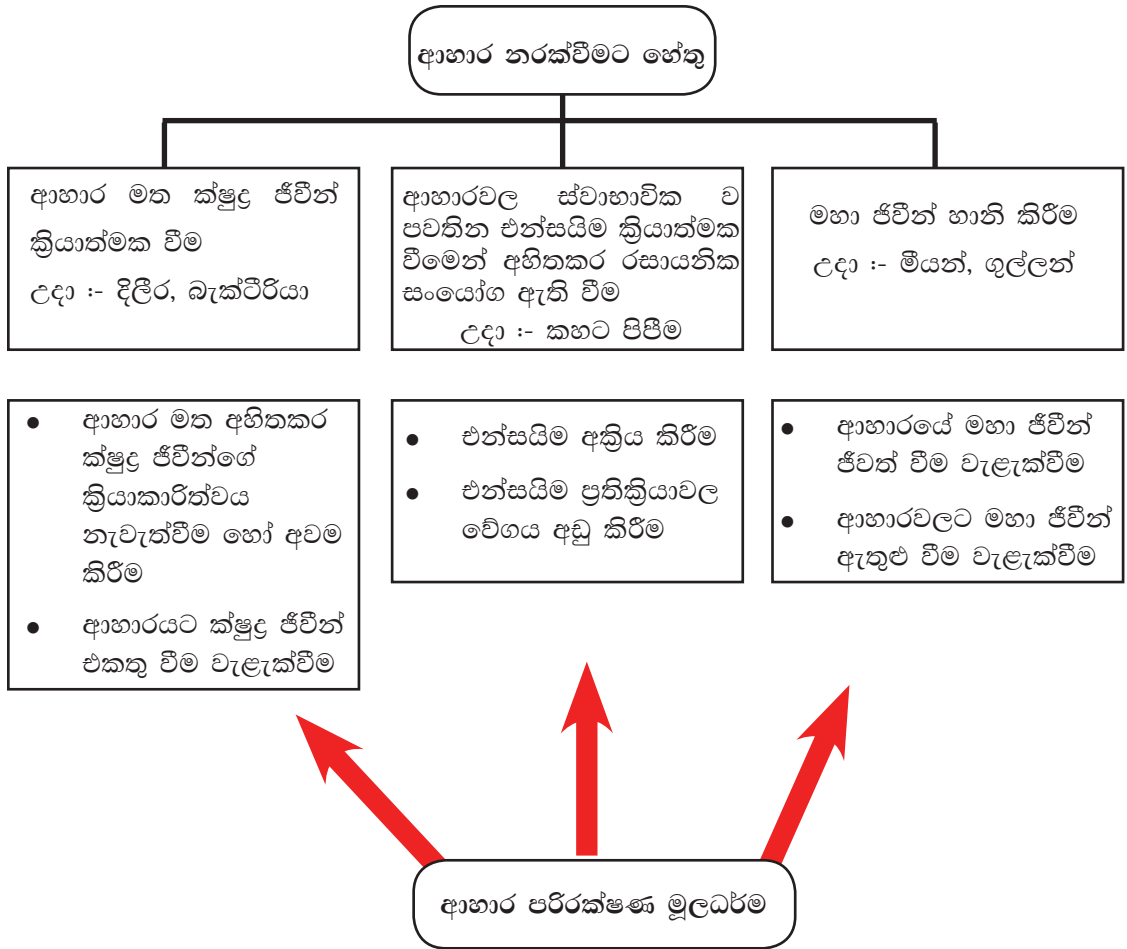 ආහාර නරක්වීමට හේතු
ආහාර මත ක්ෂුද්‍ර ජීවීන්
ක්‍රියාත්මක වීම
උදා :- දිලීර, බැක්ටීරියා
ආහාරවල ස්වාභාවික ව
පවතින එන්සයිම ක්‍රියාත්මක
වීමෙන් අහිතකර රසායනික
සංයෝග ඇති වීම
උදා :- කහට පිපීම
මහා ජිවීන් හානි කිරීම
උදා :- මීයන්, ගුල්ලන්
● ආහාර මත අහිතකර
ක්ෂුද්‍ර ජීවීන්ගේ
ක්‍රියාකාරිත්වය
නැවැත්වීම හෝ අවම
කිරීම
● ආහාරයට ක්ෂුද්‍ර ජීවීන්
එකතු වීම වැළැක්වීම
● එන්සයිම අක්‍රිය කිරීම
● එන්සයිම ප්‍රතික්‍රියාවල
වේගය අඩු කිරීම
● ආහාරයේ මහා ජීවීන්
ජීවත් වීම වැළැක්වීම
● ආහාරවලට මහා ජීවීන්
ඇතුළු වීම වැළැක්වීම
ආහාර පරිරක්ෂණ මූලධර්ම